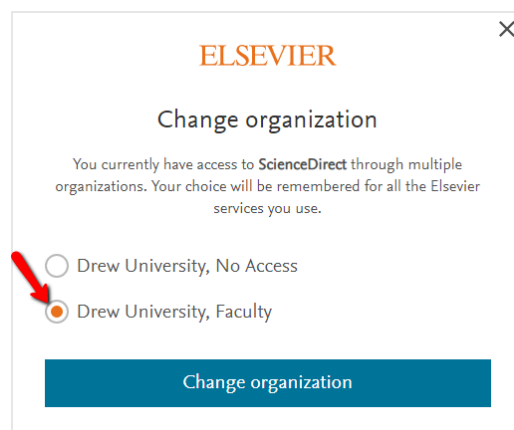 ELSEVIER
Change organization
You currently have access to ScienceDirect through multiple
organizations. Your choice will be remembered for all the Elsevier
services you use.
Drew University, No Access
Drew University, Faculty
Change organization